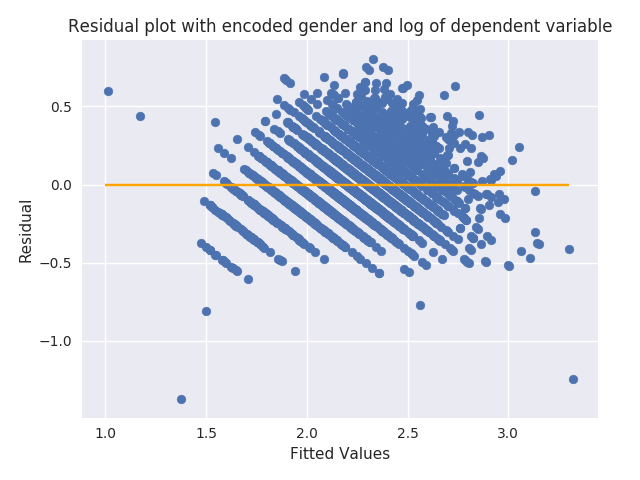 Residual plot with encoded gender and log of dependent variable
0.5
0.0
−0.5
−1.0
Residual
1.0 1.5 2.0 2.5 3.0
Fitted Values